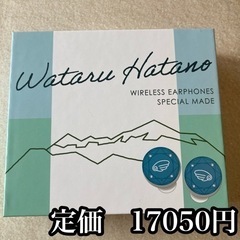 Wataru Hatano
WIRELESS EARPHONES
SPECIAL MADE
定価 17050円